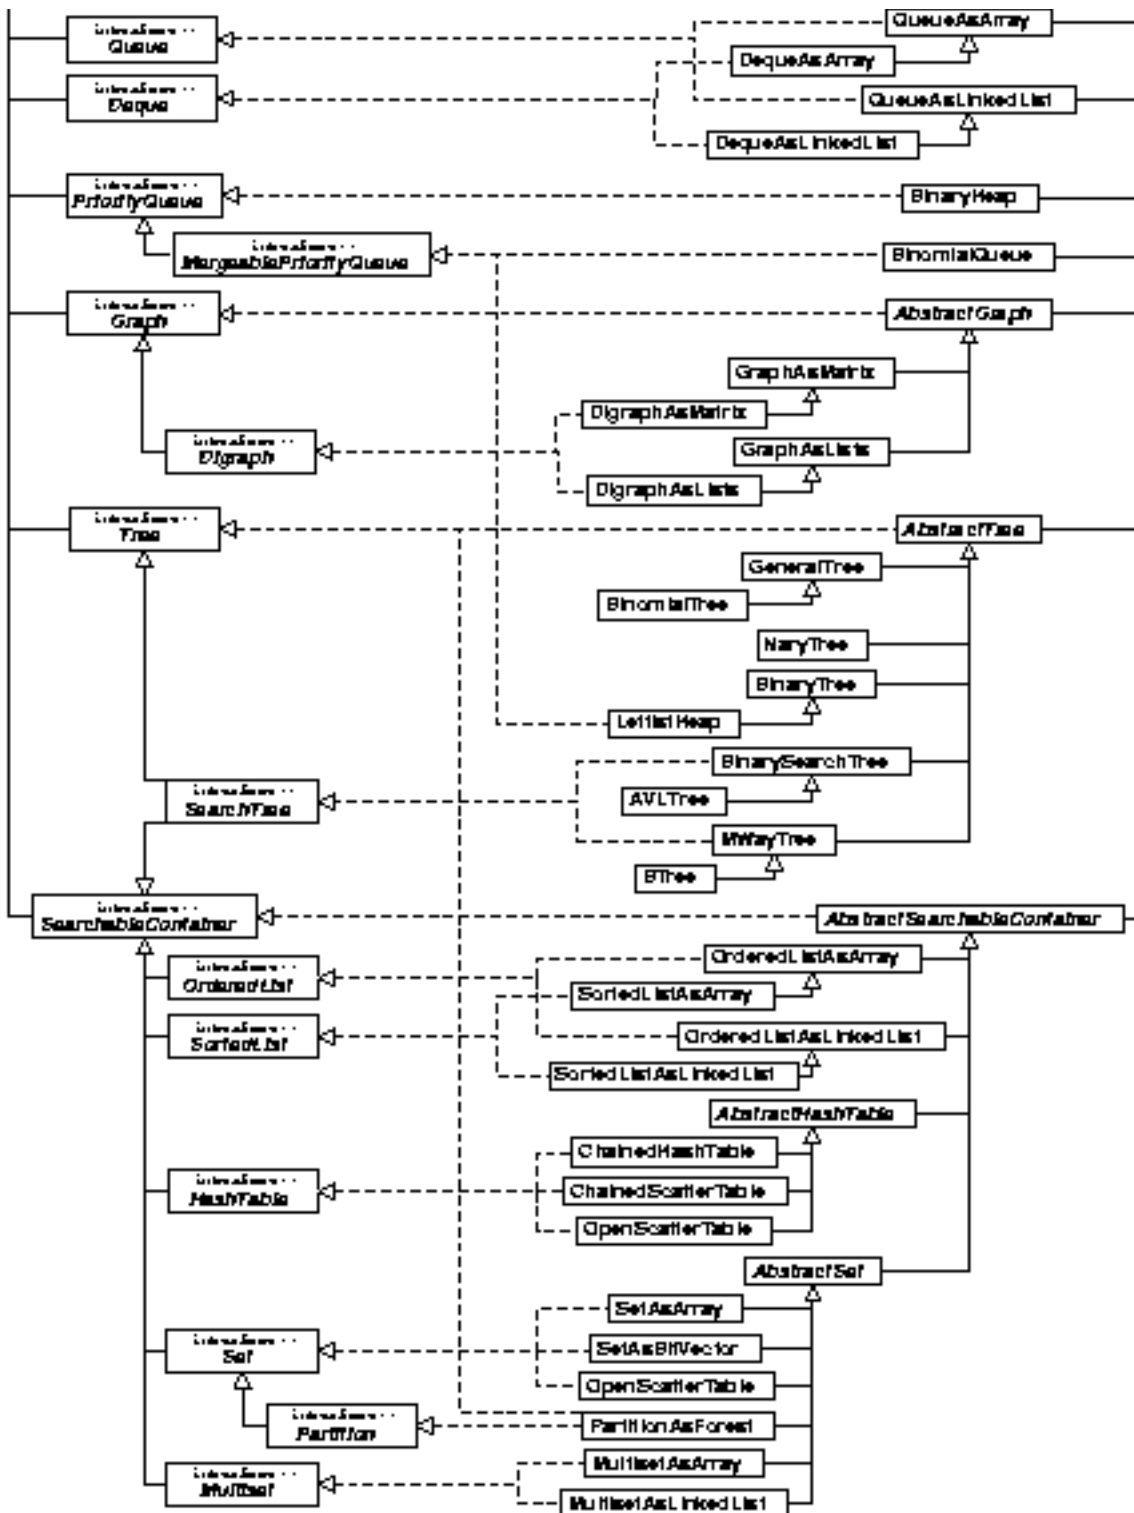 Queue
QueueAsArray
DequeAsArray
Deque
QueueAsLinkedList
DequeAsLinkedList
PriorityQueue
BinaryHeap
MergeablePriorityQueue
BinomialQueue
Graph
AbstractGraph
GraphAsMatrix
DigraphAsMatrix
Digraph
GraphAsLists
DigraphAsLists
Tree
AbstractTree
GeneralTree
BinomialTree
NaryTree
BinaryTree
LeftistHeap
BinarySearchTree
SearchTree
AVLTree
MWayTree
BTree
SearchableContainer
AbstractSearchableContainer
OrderedList
OrderedListAsArray
SortedListAsArray
SortedList
OrderedListAsLinkedList
SortedListAsLinkedList
AbstractHashTable
ChainedHashTable
HashTable
ChainedScatterTable
OpenScatterTable
AbstractSet
SetAsArray
Set
SetAsBitVector
OpenScatterTable
Partition
PartitionAsForest
MultisetAsArray
Multiset
MultisetAsLinkedList